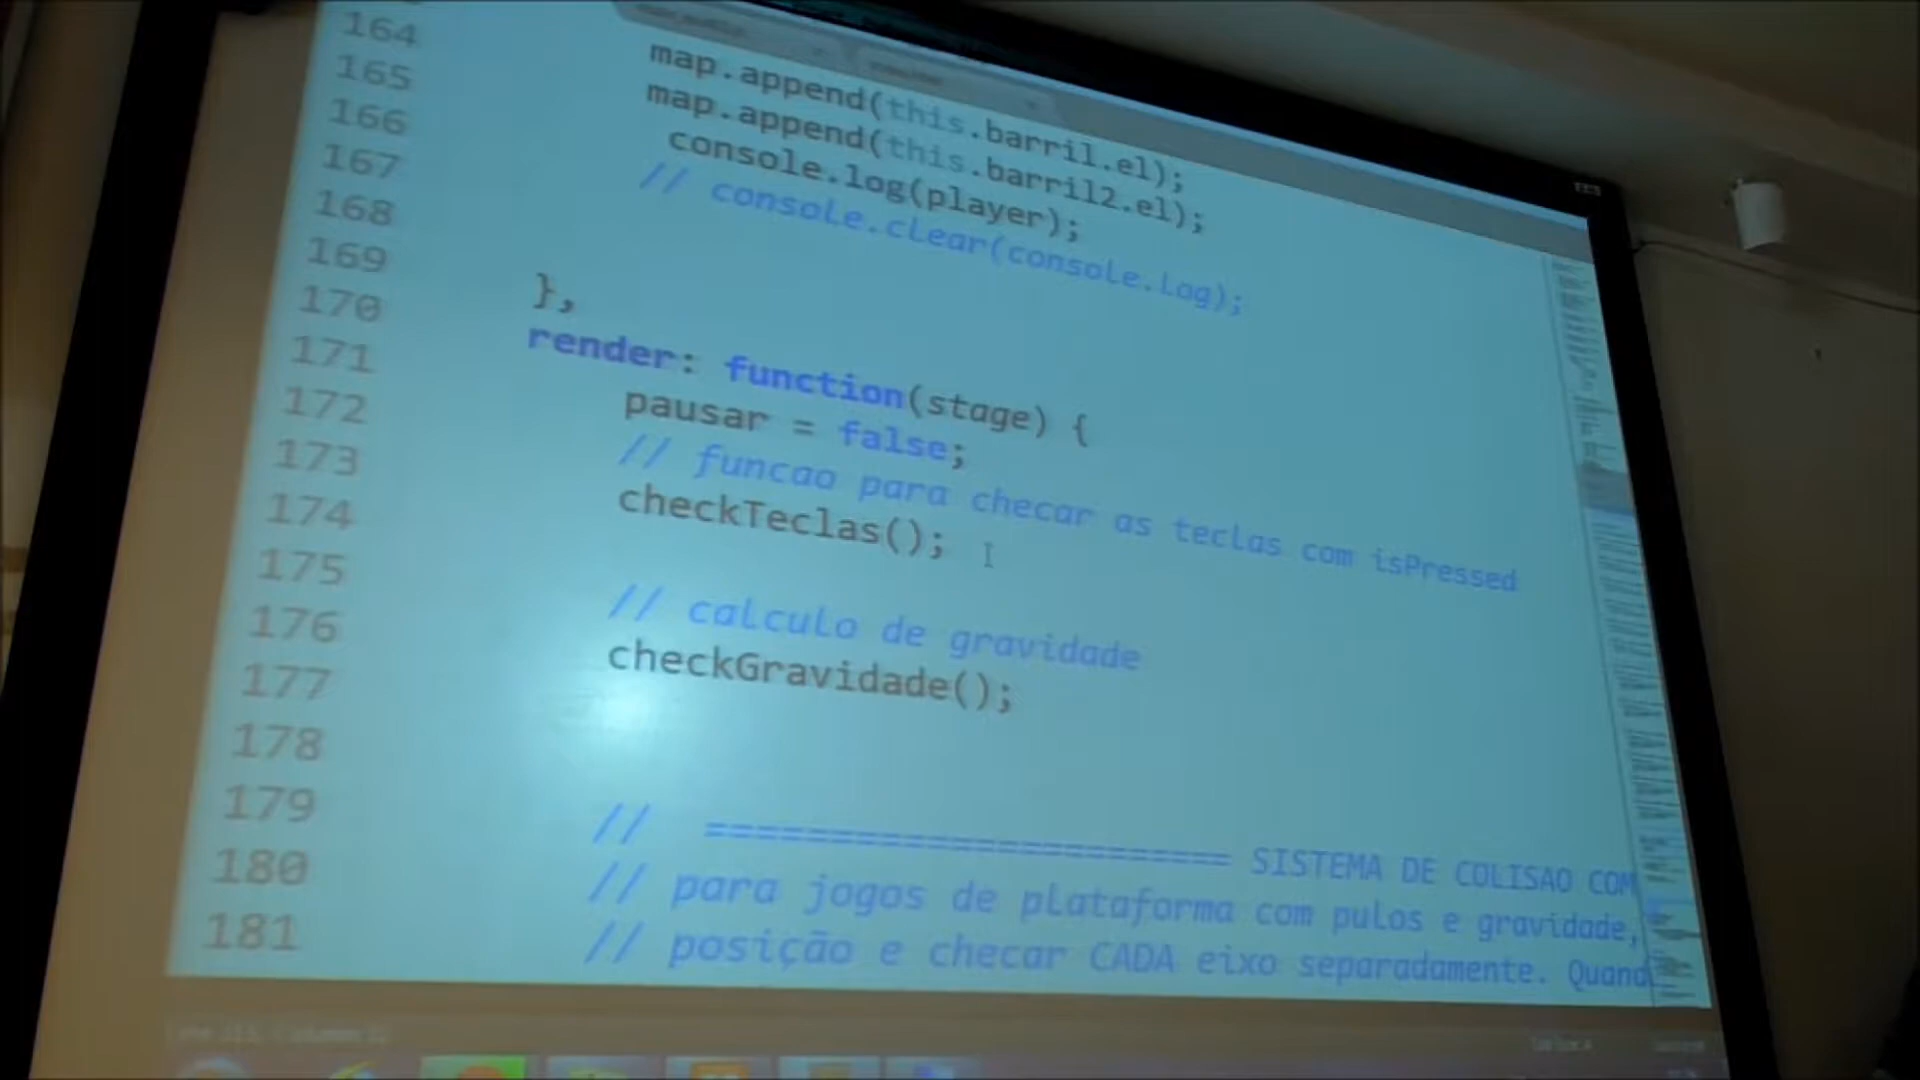 164 map.append(this.barril.el);
165 map.append(this.barril2.el);
166 console.log(player);
167 // console.clear(console.log);
168
169 },
170 render: function(stage) {
171 pausar = false;
172 // funcao para checar as teclas com isPressed
173 checkTeclas();
174
175 // calculo de gravidade
176 checkGravidade();
177
178
179 // ========================= SISTEMA DE COLISAO COM
180 // para jogos de plataforma com pulos e gravidade,
181 // posição e checar CADA eixo separadamente. Quand